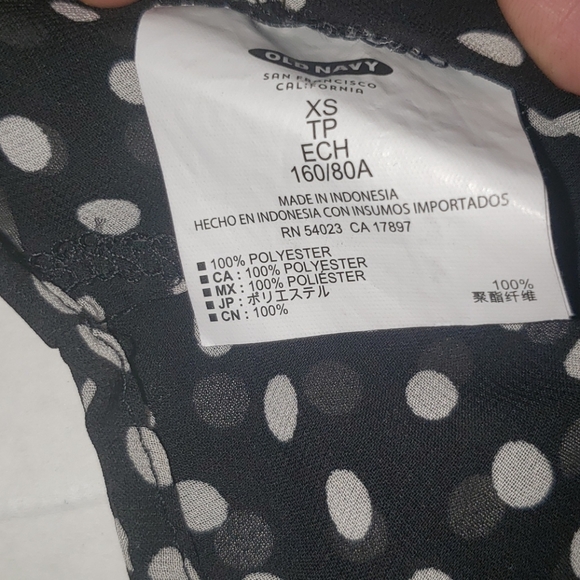 OLD NAVY
SAN FRANCISCO
CALIFORNIA
XS
TP
ECH
160/80A
MADE IN INDONESIA
HECHO EN INDONESIA CON INSUMOS IMPORTADOS
RN 54023 CA 17897
■ 100% POLYESTER
■ CA : 100% POLYESTER
■ MX : 100% POLIÉSTER
■ JP : ポリエステル
■ CN : 100%
100%
聚酯纤维